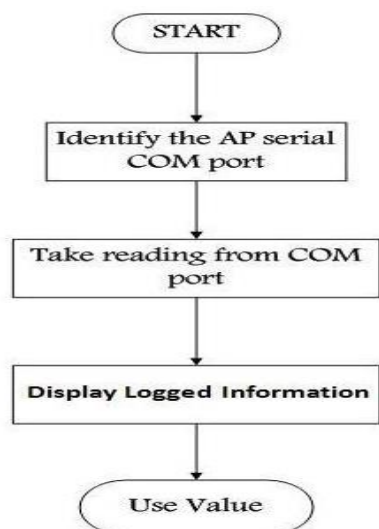 START
Identify the AP serial
COM port
Take reading from COM
port
Display Logged Information
Use Value